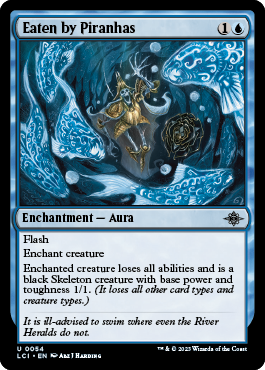 Eaten by Piranhas 1
Enchantment — Aura
Flash
Enchant creature
Enchanted creature loses all abilities and is a
black Skeleton creature with base power and
toughness 1/1. (It loses all other card types and
creature types.)
It is ill-advised to swim where even the River
Heralds do not.
U 0054
LCI • EN Abz J Harding
™ & © 2023 Wizards of the Coast